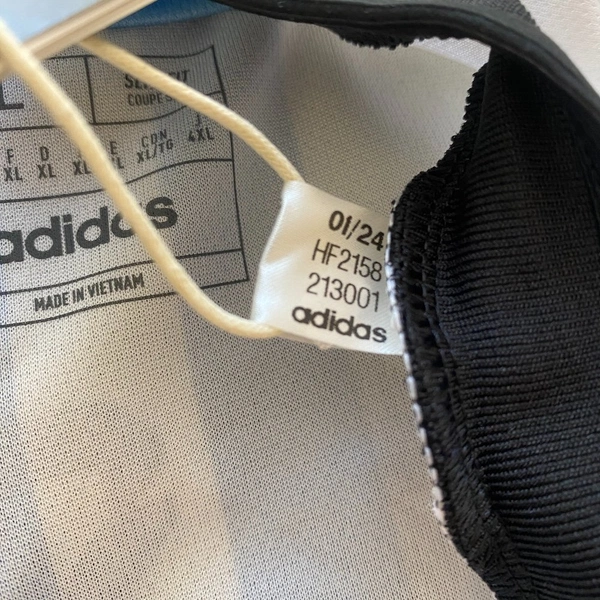 L
SLIM FIT
COUPE
F D E CDN J
XL XL XL XL/TG 4XL
adidas
MADE IN VIETNAM
01/24
HF2158
213001
adidas